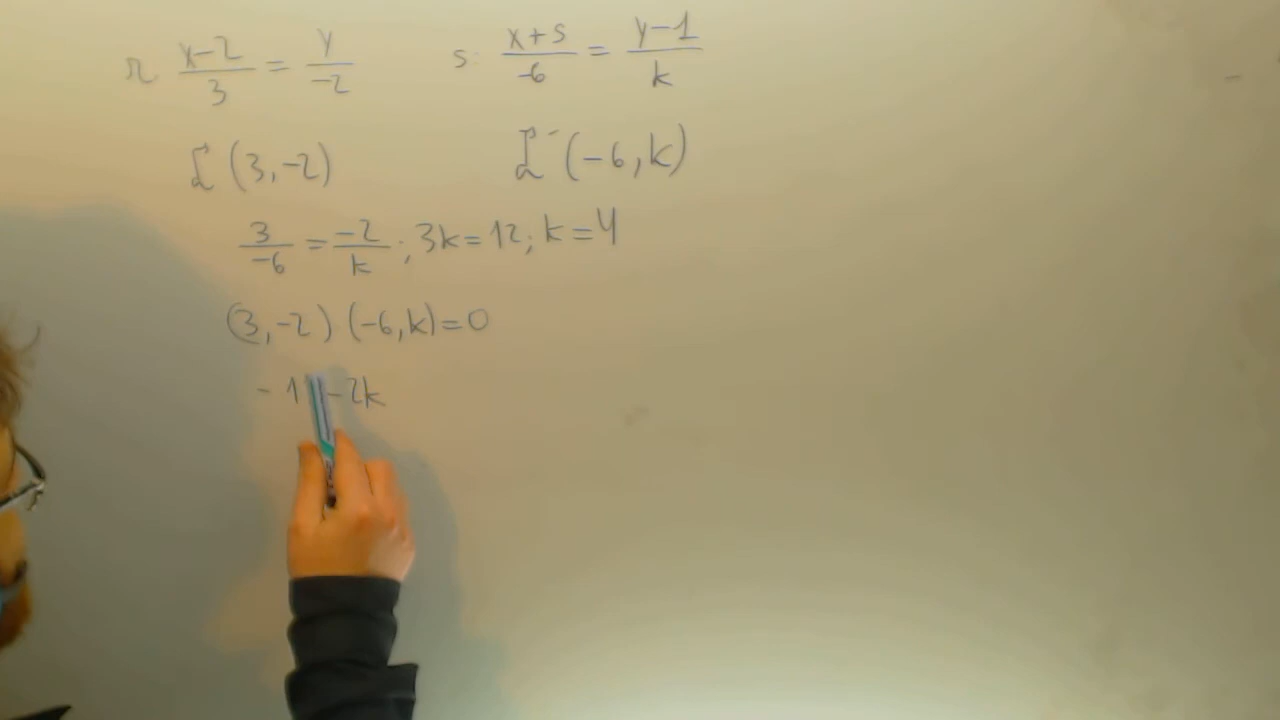 r x-2/3 = y/-2 s: x+5/-6 = y-1/k
(3,-2) (-6,k)
3/-6 = -2/k ; 3k=12; k=4
(3,-2) (-6,k)=0
-2k